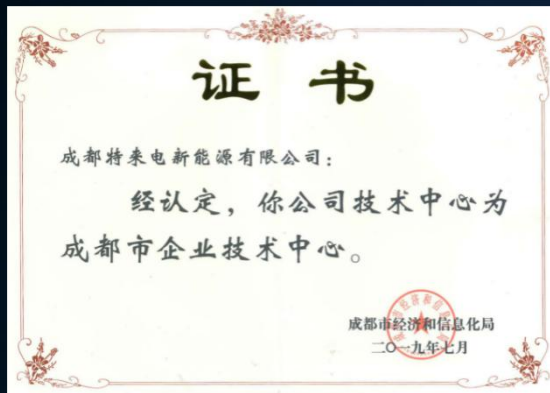 证 书
成都特来电新能源有限公司：
经认定，你公司技术中心为
成都市企业技术中心。
成都市经济和信息化局
二〇一九年七月